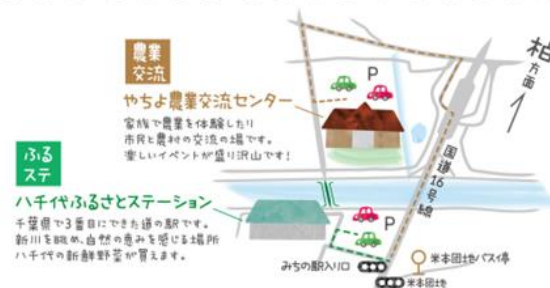 農業
交流
やちよ農業交流センター
家族で農業を体験したり
市民と農村の交流の場です。
楽しいイベントが盛り沢山です!
ふる
ステ
八千代ふるさとステーション
千葉県で3番目にできた道の駅です。
新川を眺め、自然の恵みを感じる場所
八千代の新鮮野菜が買えます。
P
柏方面
国道16号線
P
みちの駅入り口
米本団地バス停
米本団地